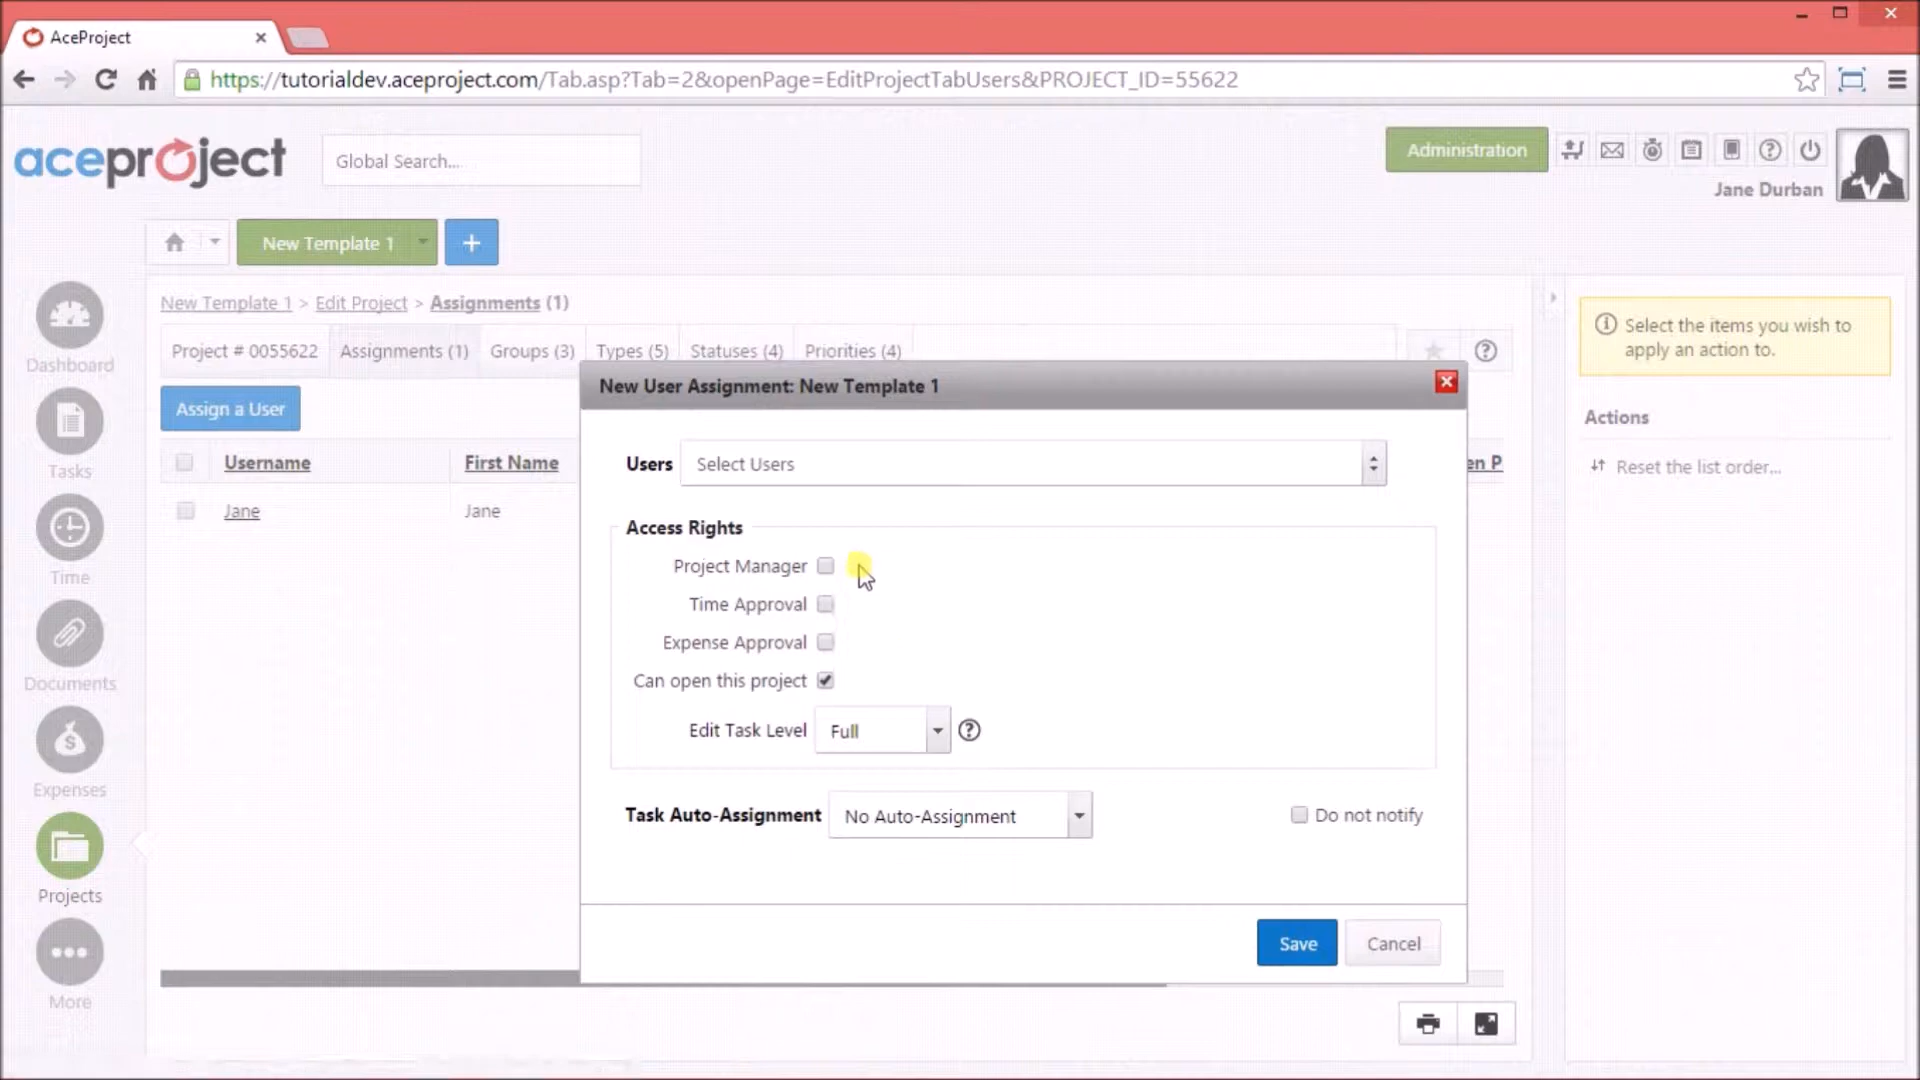 AceProject
https://tutorialdev.aceproject.com/Tab.asp?Tab=2&openPage=EditProjectTabUsers&PROJECT_ID=55622
aceproject
Global Search...
Administration
Jane Durban
New Template 1
+
New Template 1 > Edit Project > Assignments (1)
Project # 0055622 Assignments (1) Groups (3) Types (5) Statuses (4) Priorities (4)
Assign a User
Username First Name
Jane Jane
Dashboard
Tasks
Time
Documents
Expenses
Projects
More
New User Assignment: New Template 1
Users Select Users
Access Rights
Project Manager
Time Approval
Expense Approval
Can open this project
Edit Task Level Full
Task Auto-Assignment No Auto-Assignment Do not notify
Save Cancel
Select the items you wish to
apply an action to.
Actions
Reset the list order...